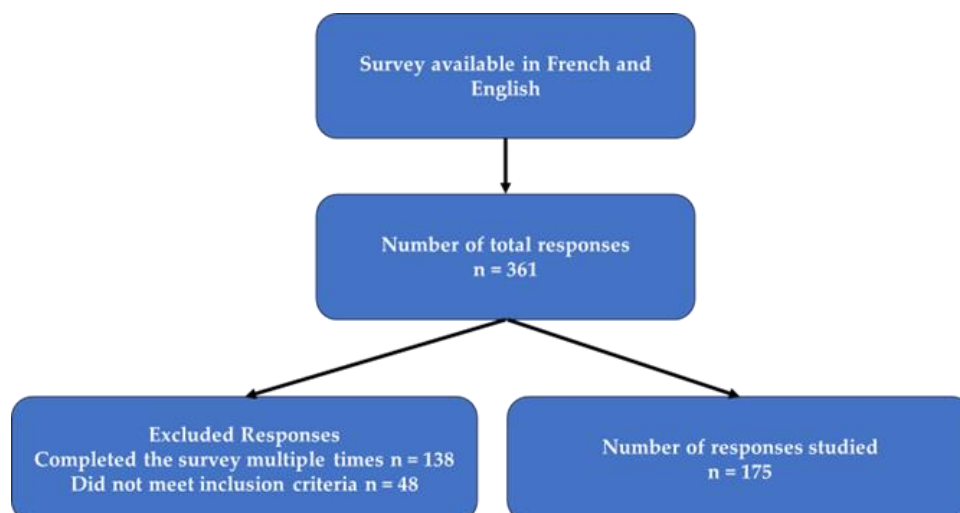 Survey available in French and
English
Number of total responses
n = 361
Excluded Responses
Completed the survey multiple times n = 138
Did not meet inclusion criteria n = 48
Number of responses studied
n = 175